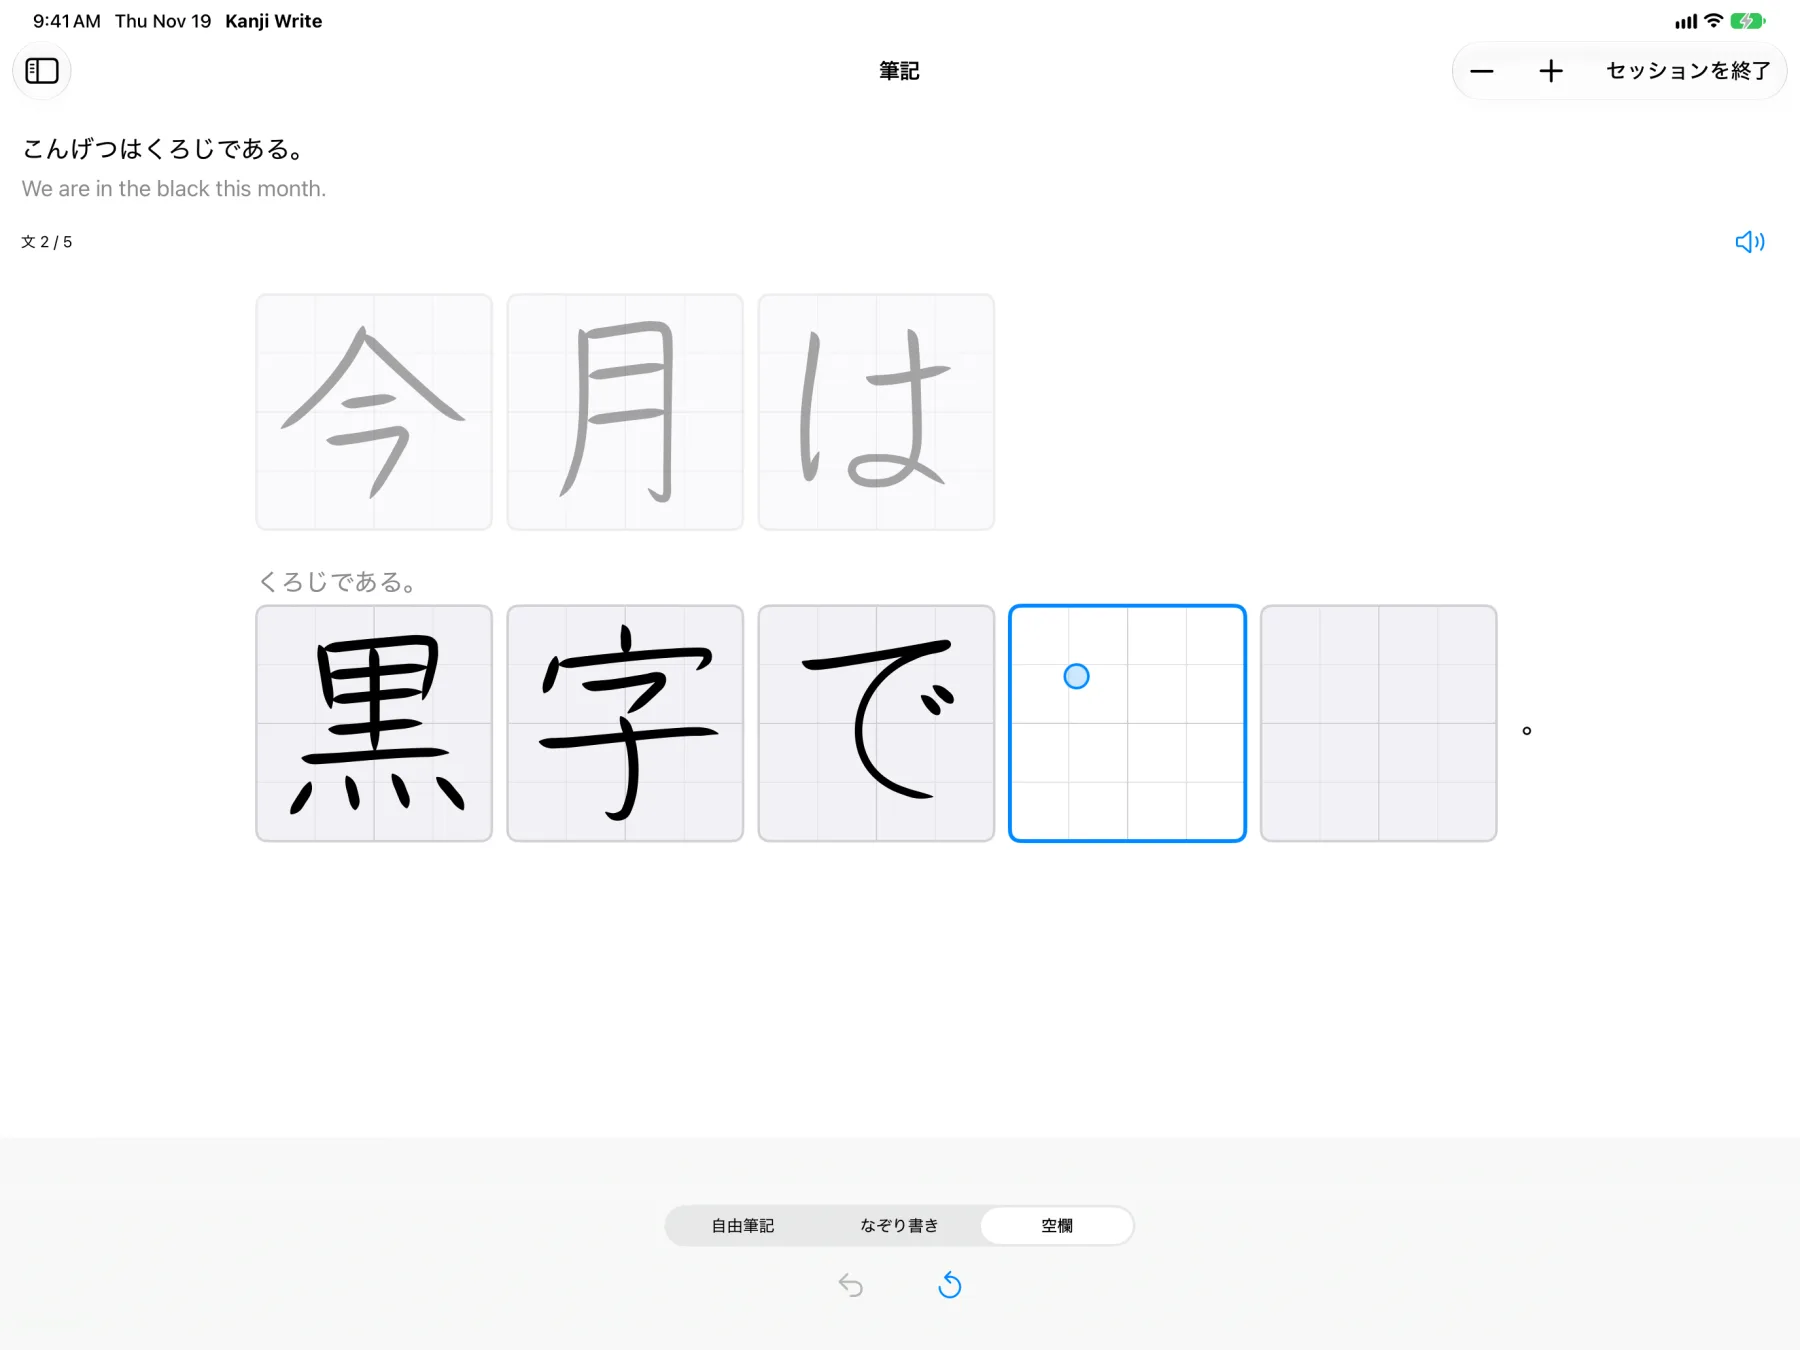 9:41 AM Thu Nov 19 Kanji Write
筆記
セッションを終了
こんげつはくろじである。
We are in the black this month.
文 2 / 5
今月は
くろじである。
黒字で 。
自由筆記 なぞり書き 空欄